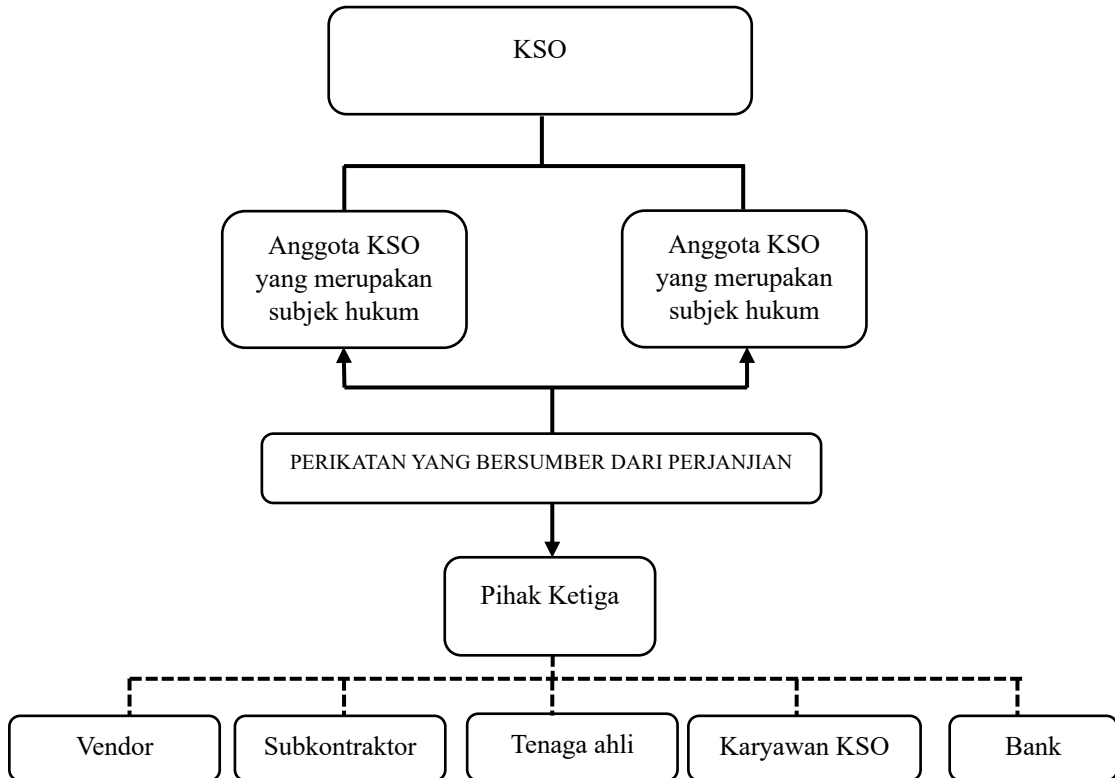 KSO
Anggota KSO
yang merupakan
subjek hukum
Anggota KSO
yang merupakan
subjek hukum
PERIKATAN YANG BERSUMBER DARI PERJANJIAN
Pihak Ketiga
Vendor
Subkontraktor
Tenaga ahli
Karyawan KSO
Bank